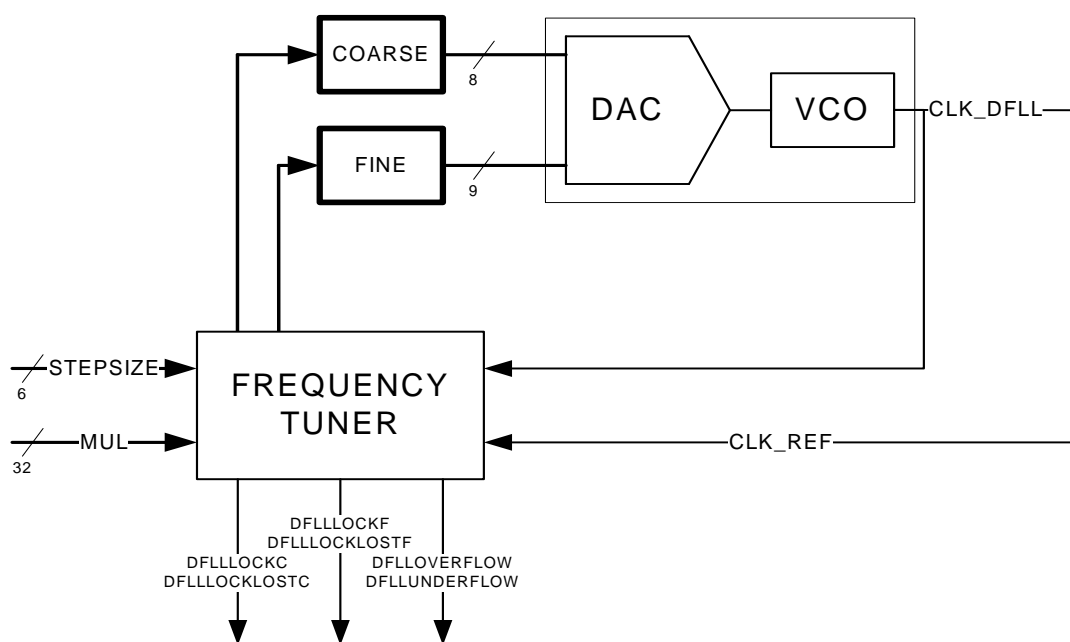 COARSE
8
DAC
VCO
CLK_DFLL
FINE
9
STEPSIZE
6
FREQUENCY
TUNER
MUL
32
CLK_REF
DFLLLOCKF
DFLLLOCKLOSTF
DFLLLOCKC
DFLLLOCKLOSTC
DFLLOVERFLOW
DFLLUNDERFLOW